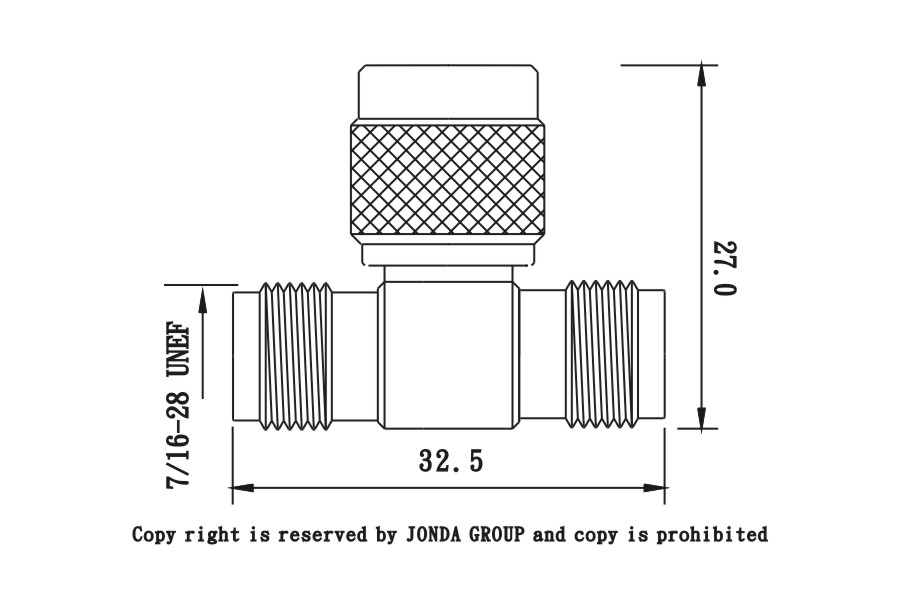 27.0
7/16-28 UNEF
32.5
Copy right is reserved by JONDA GROUP and copy is prohibited